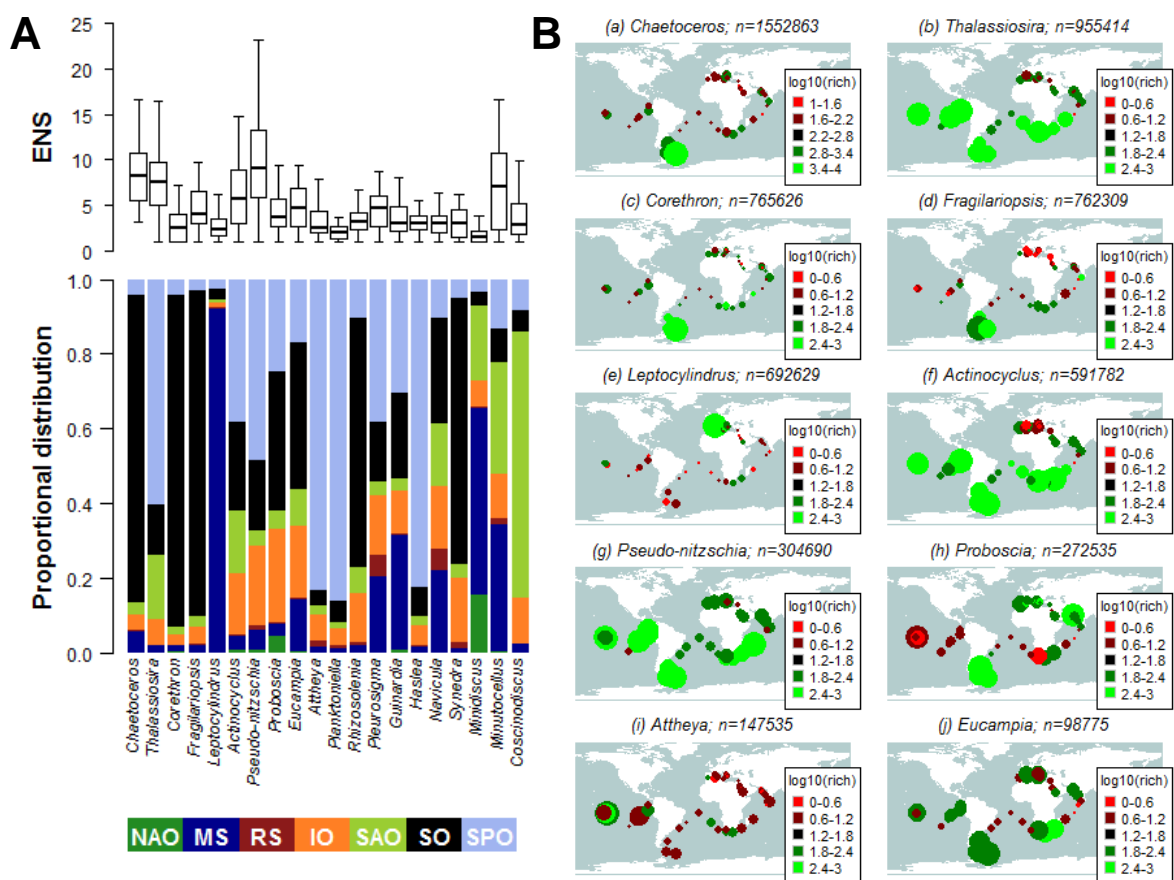 A
B
ENS
25
20
15
10
5
0
Proportional distribution
1.0
0.8
0.6
0.4
0.2
0.0
Chaetoceros
Thalassiosira
Corethron
Fragilariopsis
Leptocylindrus
Actinocyclus
Pseudo-nitzschia
Proboscia
Eucampia
Attheya
Planktoniella
Rhizosolenia
Pleurosigma
Guinardia
Haslea
Navicula
Synedra
Minidiscus
Minutocellus
Coscinodiscus
NAO MS RS IO SAO SO SPO
(a) Chaetoceros; n=1552863
log10(rich)
1-1.6
1.6-2.2
2.2-2.8
2.8-3.4
3.4-4
(b) Thalassiosira; n=955414
log10(rich)
0-0.6
0.6-1.2
1.2-1.8
1.8-2.4
2.4-3
(c) Corethron; n=765626
log10(rich)
0-0.6
0.6-1.2
1.2-1.8
1.8-2.4
2.4-3
(d) Fragilariopsis; n=762309
log10(rich)
0-0.6
0.6-1.2
1.2-1.8
1.8-2.4
2.4-3
(e) Leptocylindrus; n=692629
log10(rich)
0-0.6
0.6-1.2
1.2-1.8
1.8-2.4
2.4-3
(f) Actinocyclus; n=591782
log10(rich)
0-0.6
0.6-1.2
1.2-1.8
1.8-2.4
2.4-3
(g) Pseudo-nitzschia; n=304690
log10(rich)
0-0.6
0.6-1.2
1.2-1.8
1.8-2.4
2.4-3
(h) Proboscia; n=272535
log10(rich)
0-0.6
0.6-1.2
1.2-1.8
1.8-2.4
2.4-3
(i) Attheya; n=147535
log10(rich)
0-0.6
0.6-1.2
1.2-1.8
1.8-2.4
2.4-3
(j) Eucampia; n=98775
log10(rich)
0-0.6
0.6-1.2
1.2-1.8
1.8-2.4
2.4-3